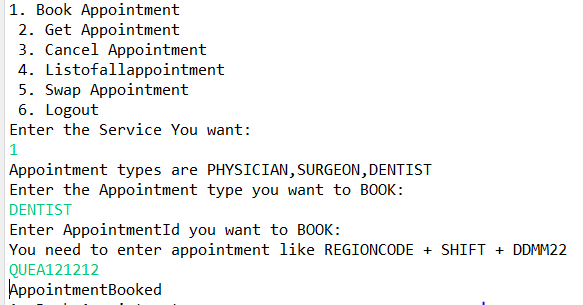 1. Book Appointment
2. Get Appointment
3. Cancel Appointment
4. Listofallappointment
5. Swap Appointment
6. Logout
Enter the Service You want:
1
Appointment types are PHYSICIAN,SURGEON,DENTIST
Enter the Appointment type you want to BOOK:
DENTIST
Enter AppointmentId you want to BOOK:
You need to enter appointment like REGIONCODE + SHIFT + DDMM22
QUEA121212
AppointmentBooked